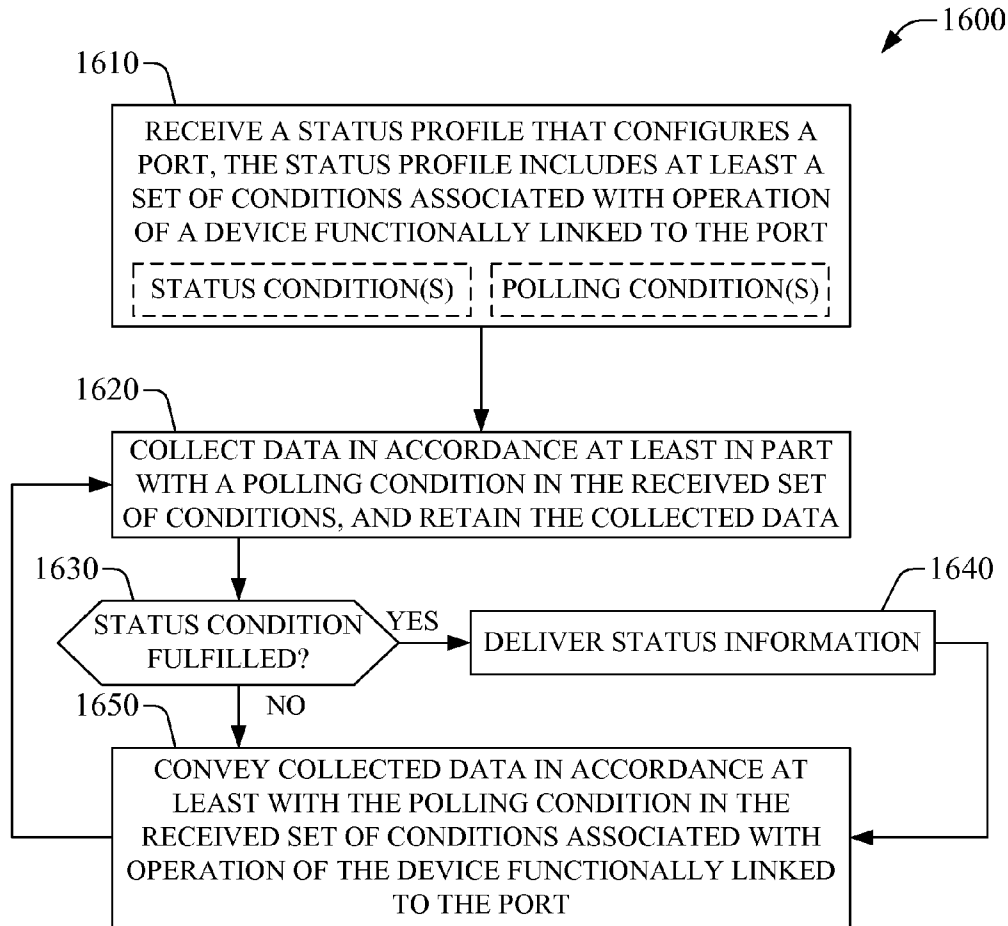 1600
1610
RECEIVE A STATUS PROFILE THAT CONFIGURES A
PORT, THE STATUS PROFILE INCLUDES AT LEAST A
SET OF CONDITIONS ASSOCIATED WITH OPERATION
OF A DEVICE FUNCTIONALLY LINKED TO THE PORT
STATUS CONDITION(S) POLLING CONDITION(S)
1620
COLLECT DATA IN ACCORDANCE AT LEAST IN PART
WITH A POLLING CONDITION IN THE RECEIVED SET
OF CONDITIONS, AND RETAIN THE COLLECTED DATA
1630
STATUS CONDITION
FULFILLED?
YES
1640
DELIVER STATUS INFORMATION
NO
1650
CONVEY COLLECTED DATA IN ACCORDANCE AT
LEAST WITH THE POLLING CONDITION IN THE
RECEIVED SET OF CONDITIONS ASSOCIATED WITH
OPERATION OF THE DEVICE FUNCTIONALLY LINKED
TO THE PORT